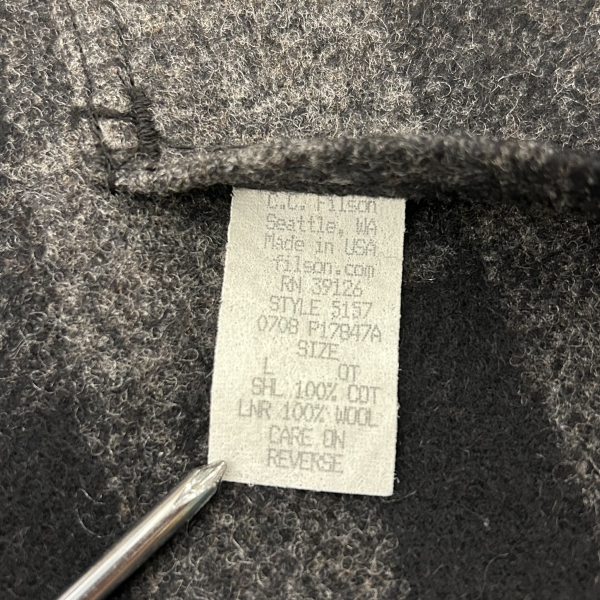 C.C. Filson
Seattle, WA
Made in USA
filson.com
RN 39126
STYLE 5157
0708 P17847A
SIZE
L OT
SHL 100% COT
LNR 100% WOOL
CARE ON
REVERSE